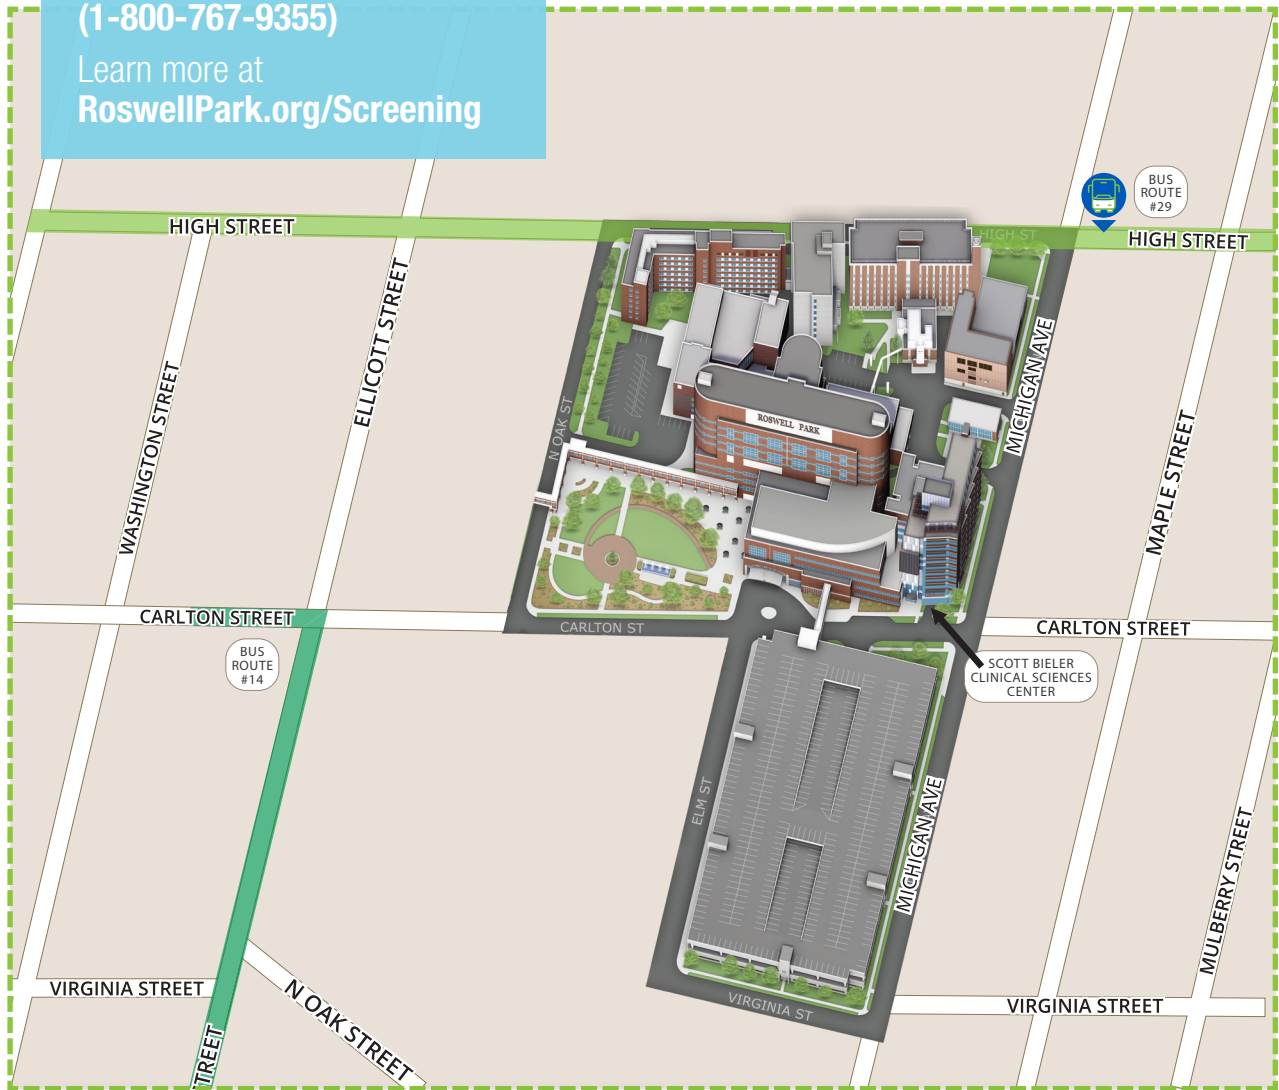 (1-800-767-9355)
Learn more at
RoswellPark.org/Screening
BUS
ROUTE
#29
HIGH STREET
HIGH ST
HIGH STREET
ELLICOTT STREET
WASHINGTON STREET
N OAK ST
ROSWELL PARK
MICHIGAN AVE
MAPLE STREET
CARLTON STREET
CARLTON ST
CARLTON STREET
BUS
ROUTE
#14
SCOTT BIELER
CLINICAL SCIENCES
CENTER
ELM ST
MICHIGAN AVE
MULBERRY STREET
VIRGINIA STREET
N OAK STREET
VIRGINIA ST
VIRGINIA STREET
TREET